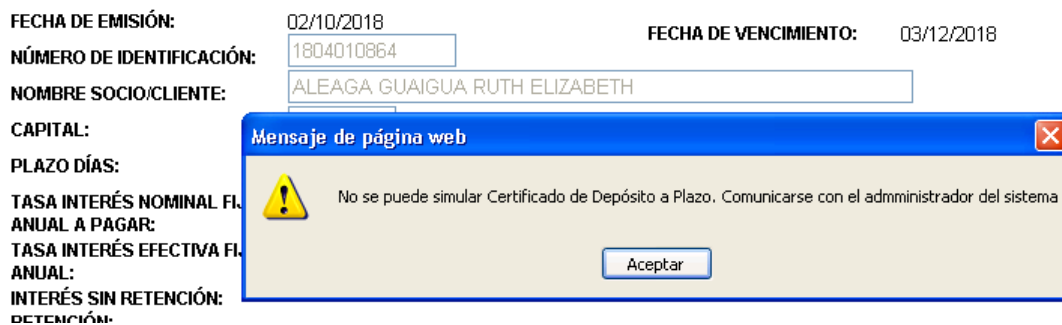 FECHA DE EMISIÓN: 02/10/2018 FECHA DE VENCIMIENTO: 03/12/2018
NÚMERO DE IDENTIFICACIÓN: 1804010864
NOMBRE SOCIO/CLIENTE: ALEAGA GUAIGUA RUTH ELIZABETH
CAPITAL:
Mensaje de página web
PLAZO DÍAS:
No se puede simular Certificado de Depósito a Plazo. Comunicarse con el admministrador del sistema
TASA INTERÉS NOMINAL
ANUAL A PAGAR:
TASA INTERÉS EFECTIVA
ANUAL:
Aceptar
INTERÉS SIN RETENCIÓN:
RETENCIÓN: